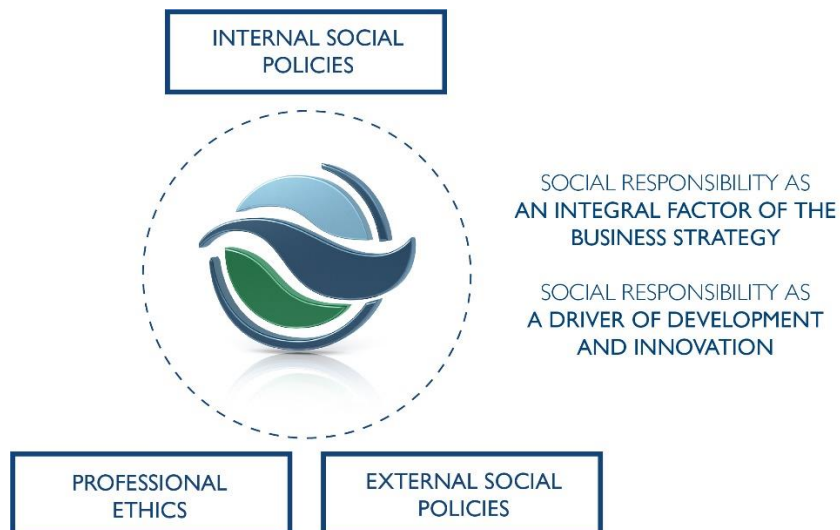 INTERNAL SOCIAL
POLICIES
SOCIAL RESPONSIBILITY AS
AN INTEGRAL FACTOR OF THE
BUSINESS STRATEGY
SOCIAL RESPONSIBILITY AS
A DRIVER OF DEVELOPMENT
AND INNOVATION
PROFESSIONAL
ETHICS
EXTERNAL SOCIAL
POLICIES